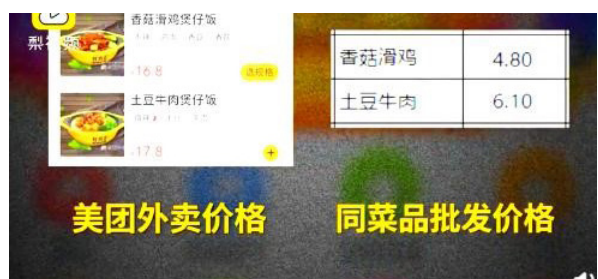 香菇滑鸡煲仔饭
16.8
选规格
土豆牛肉煲仔饭
17.8
+
香菇滑鸡 4.80
土豆牛肉 6.10
美团外卖价格
同菜品批发价格